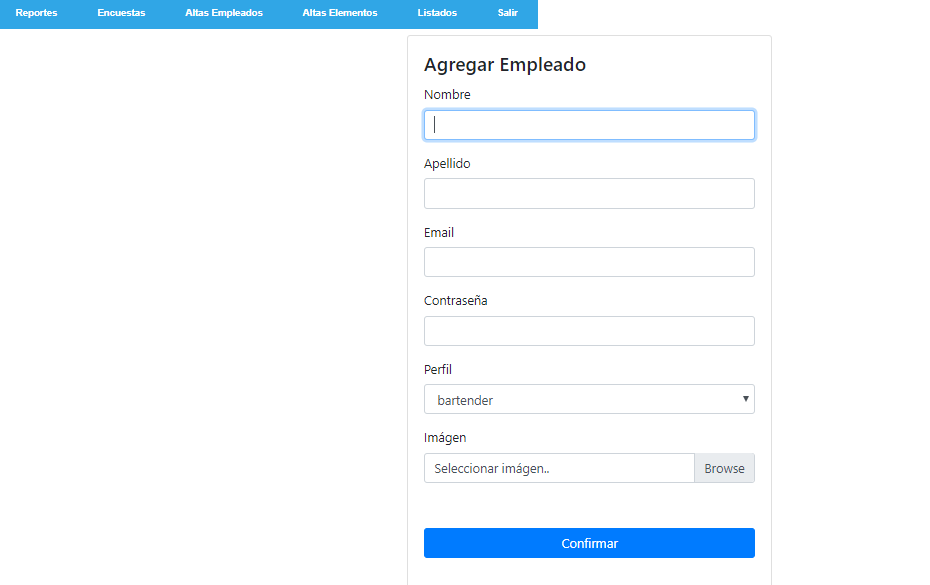 Reportes Encuestas Altas Empleados Altas Elementos Listados Salir
Agregar Empleado
Nombre
Apellido
Email
Contraseña
Perfil
bartender
Imágen
Seleccionar imágen.. Browse
Confirmar